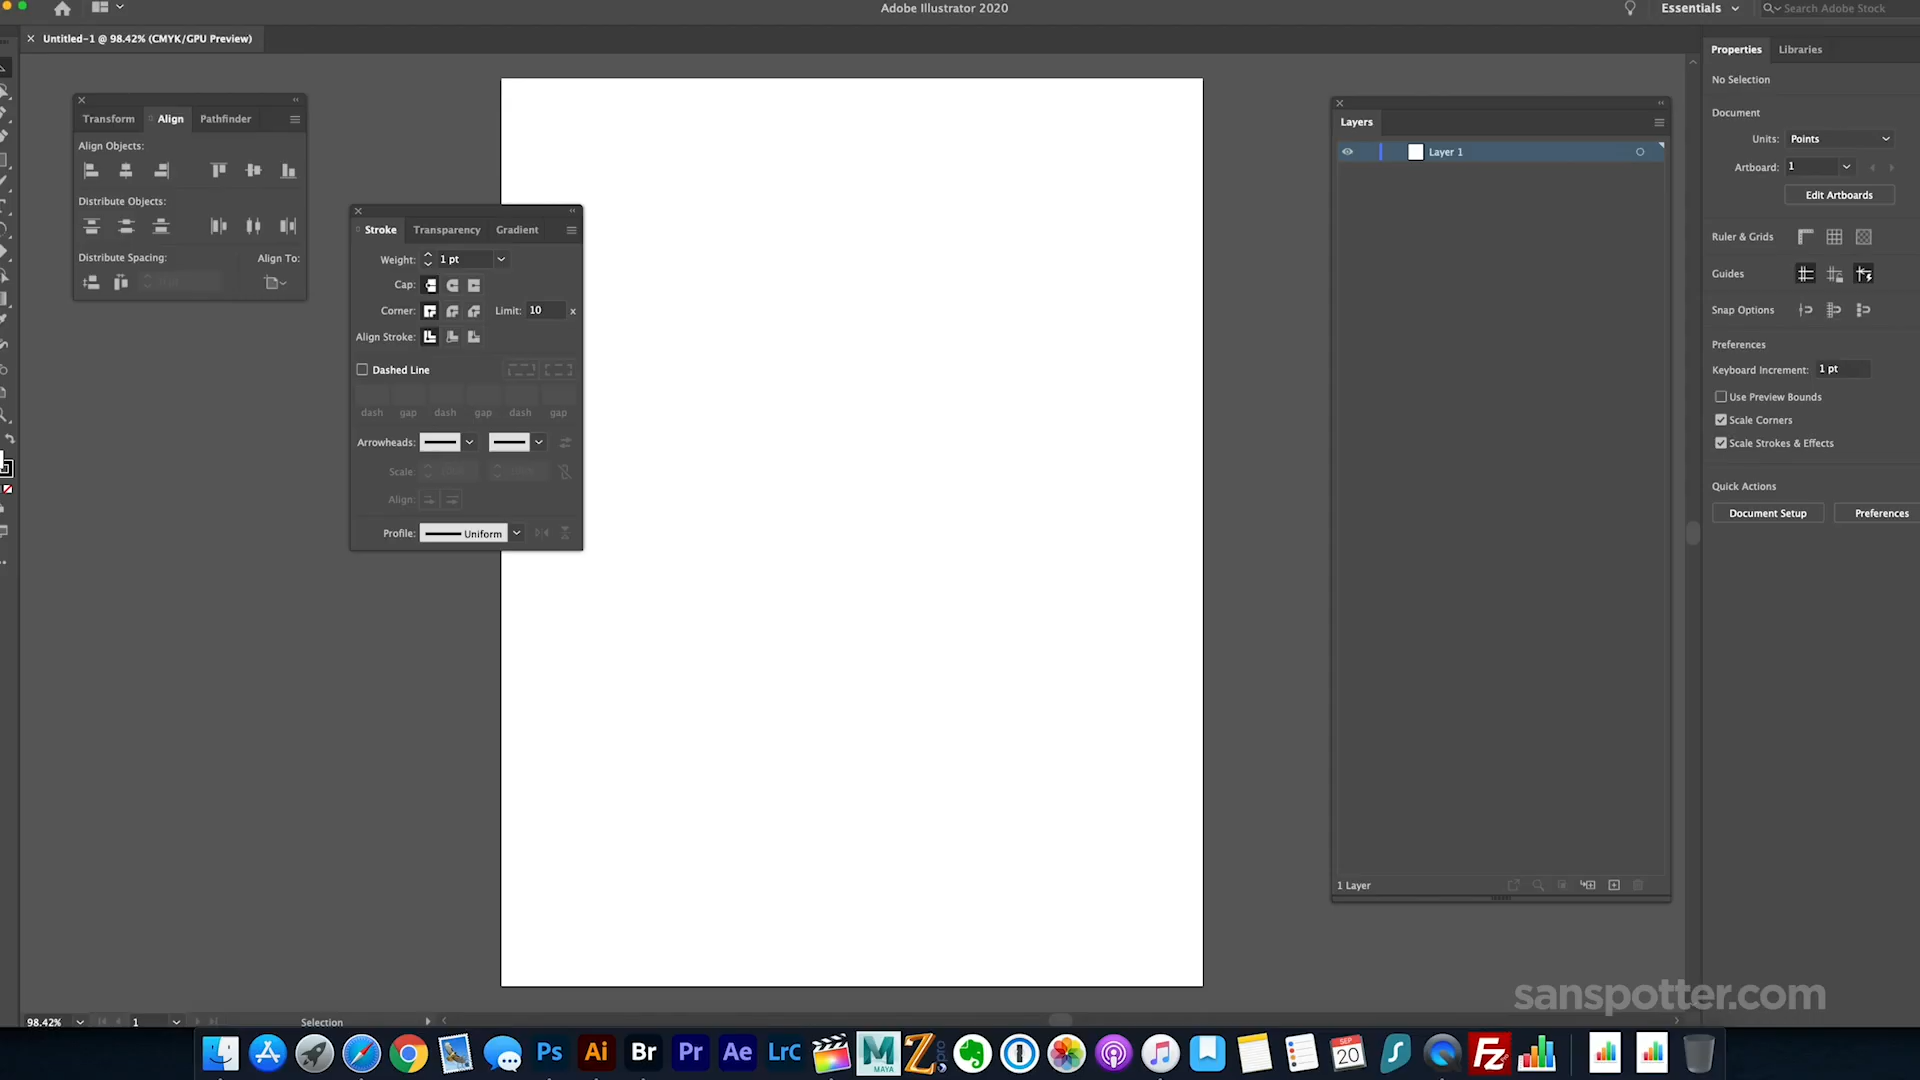 Adobe Illustrator 2020
Essentials
Search Adobe Stock
Untitled-1 @ 98.42% (CMYK/GPU Preview)
Transform
Align
Pathfinder
Align Objects:
Distribute Objects:
Distribute Spacing:
Align To:
Stroke
Transparency
Gradient
Weight:
1 pt
Cap:
Corner:
Limit:
10
x
Align Stroke:
Dashed Line
dash
gap
dash
gap
dash
gap
Arrowheads:
Scale:
Align:
Profile:
Uniform
Layers
Layer 1
1 Layer
Properties
Libraries
No Selection
Document
Units:
Points
Artboard:
1
Edit Artboards
Ruler & Grids
Guides
Snap Options
Preferences
Keyboard Increment:
1 pt
Use Preview Bounds
Scale Corners
Scale Strokes & Effects
Quick Actions
Document Setup
Preferences
sanspotter.com
98.42%
1
Selection
Ps
Ai
Br
Pr
Ae
LrC
MAYA
Z
pro
SEP
20
S
Fz